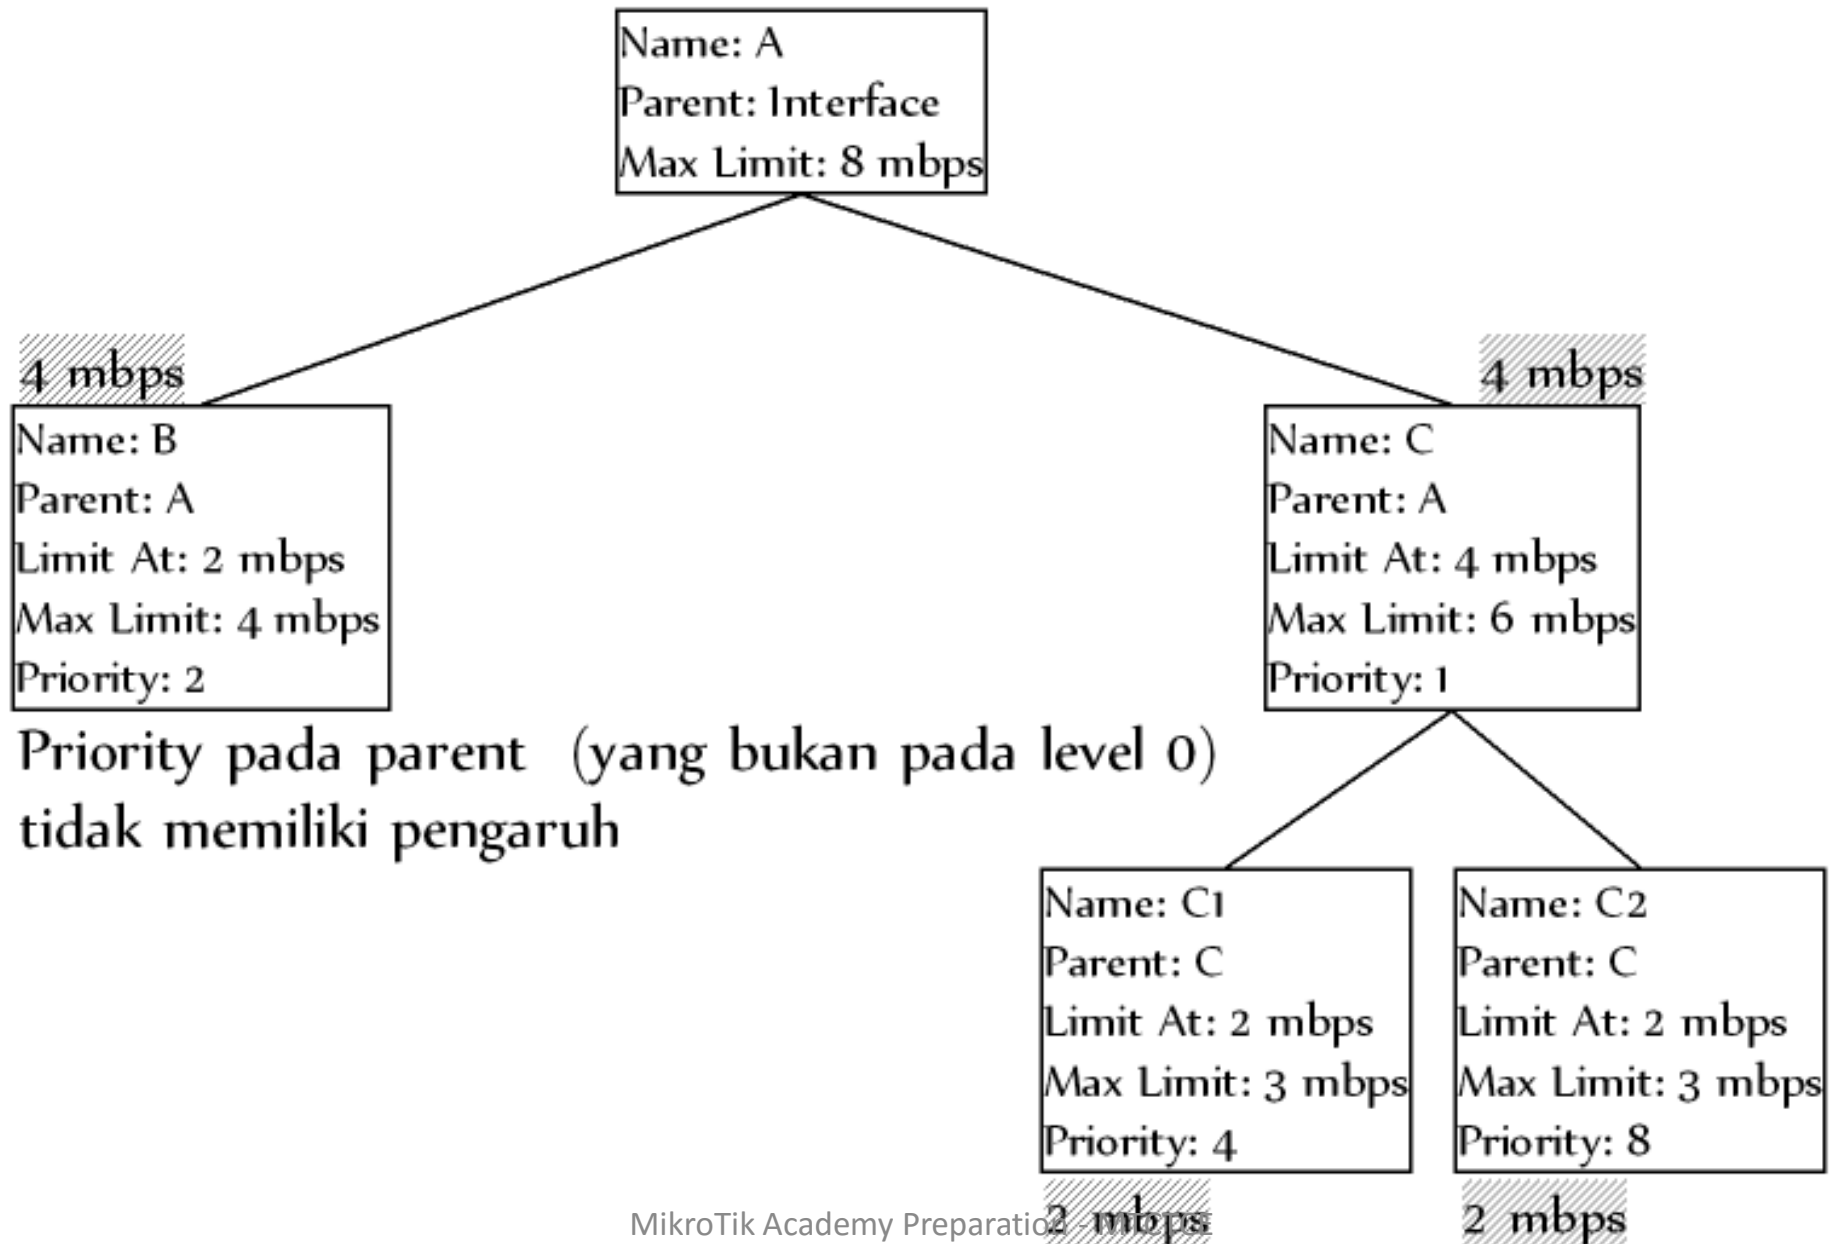 Name: A
Parent: Interface
Max Limit: 8 mbps
4 mbps
4 mbps
Name: B
Parent: A
Limit At: 2 mbps
Max Limit: 4 mbps
Priority: 2
Name: C
Parent: A
Limit At: 4 mbps
Max Limit: 6 mbps
Priority: 1
Priority pada parent (yang bukan pada level 0)
tidak memiliki pengaruh
Name: C1
Parent: C
Limit At: 2 mbps
Max Limit: 3 mbps
Priority: 4
Name: C2
Parent: C
Limit At: 2 mbps
Max Limit: 3 mbps
Priority: 8
2 mbps
2 mbps
MikroTik Academy Preparation -